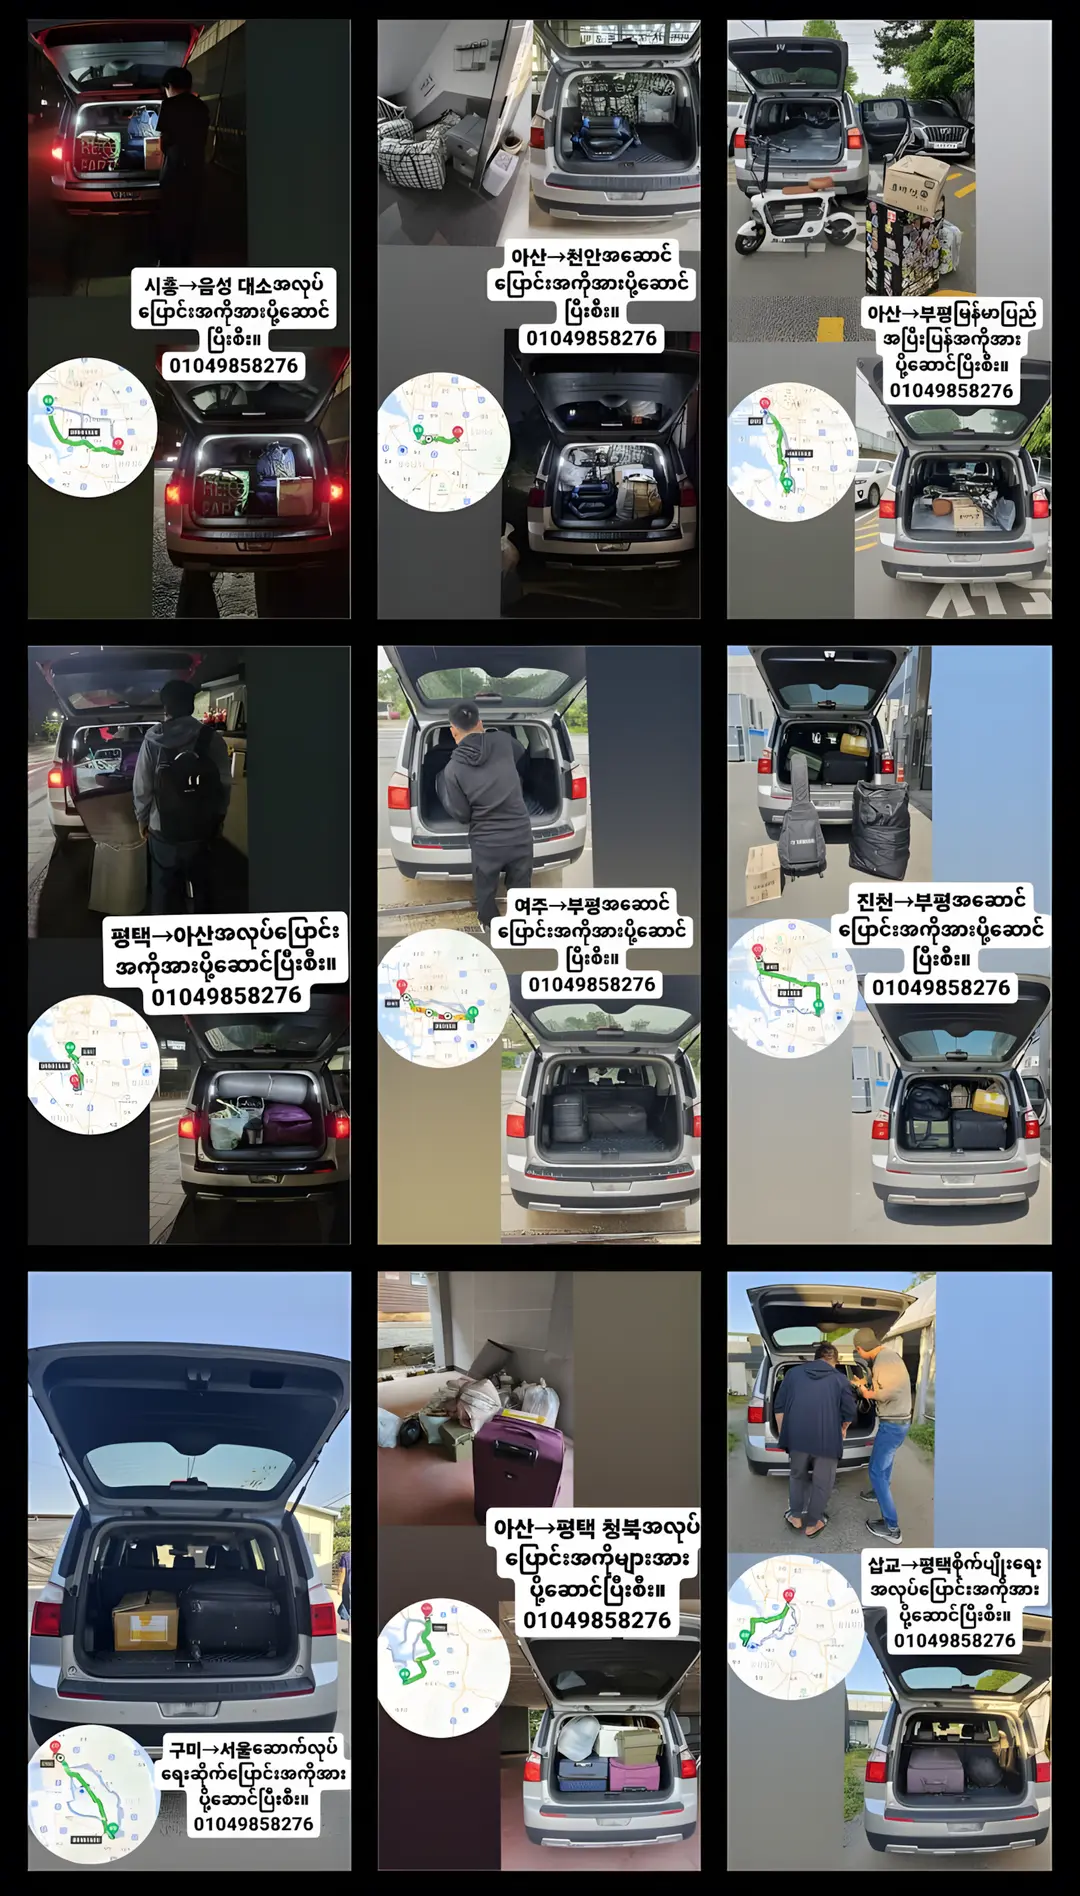 시흥→음성 대소အလုပ်
ပြောင်းအကိုအားပို့ဆောင်
ပြီးစီး။
01049858276
아산→천안အဆောင်
ပြောင်းအကိုအားပို့ဆောင်
ပြီးစီး။
01049858276
아산→부평မြန်မာပြည်
အပြီးပြန်အကိုအား
ပို့ဆောင်ပြီးစီး။
01049858276
평택→아산အလုပ်ပြောင်း
အကိုအားပို့ဆောင်ပြီးစီး။
01049858276
여주→부평အဆောင်
ပြောင်းအကိုအားပို့ဆောင်
ပြီးစီး။
01049858276
진천→부평အဆောင်
ပြောင်းအကိုအားပို့ဆောင်
ပြီးစီး။
01049858276
구미→서울ဆောက်လုပ်
ရေးဆိုက်ပြောင်းအကိုအား
ပို့ဆောင်ပြီးစီး။
01049858276
아산→평택 청북အလုပ်
ပြောင်းအကိုများအား
ပို့ဆောင်ပြီးစီး။
01049858276
삽교→평택စိုက်ပျိုးရေး
အလုပ်ပြောင်းအကိုအား
ပို့ဆောင်ပြီးစီး။
01049858276